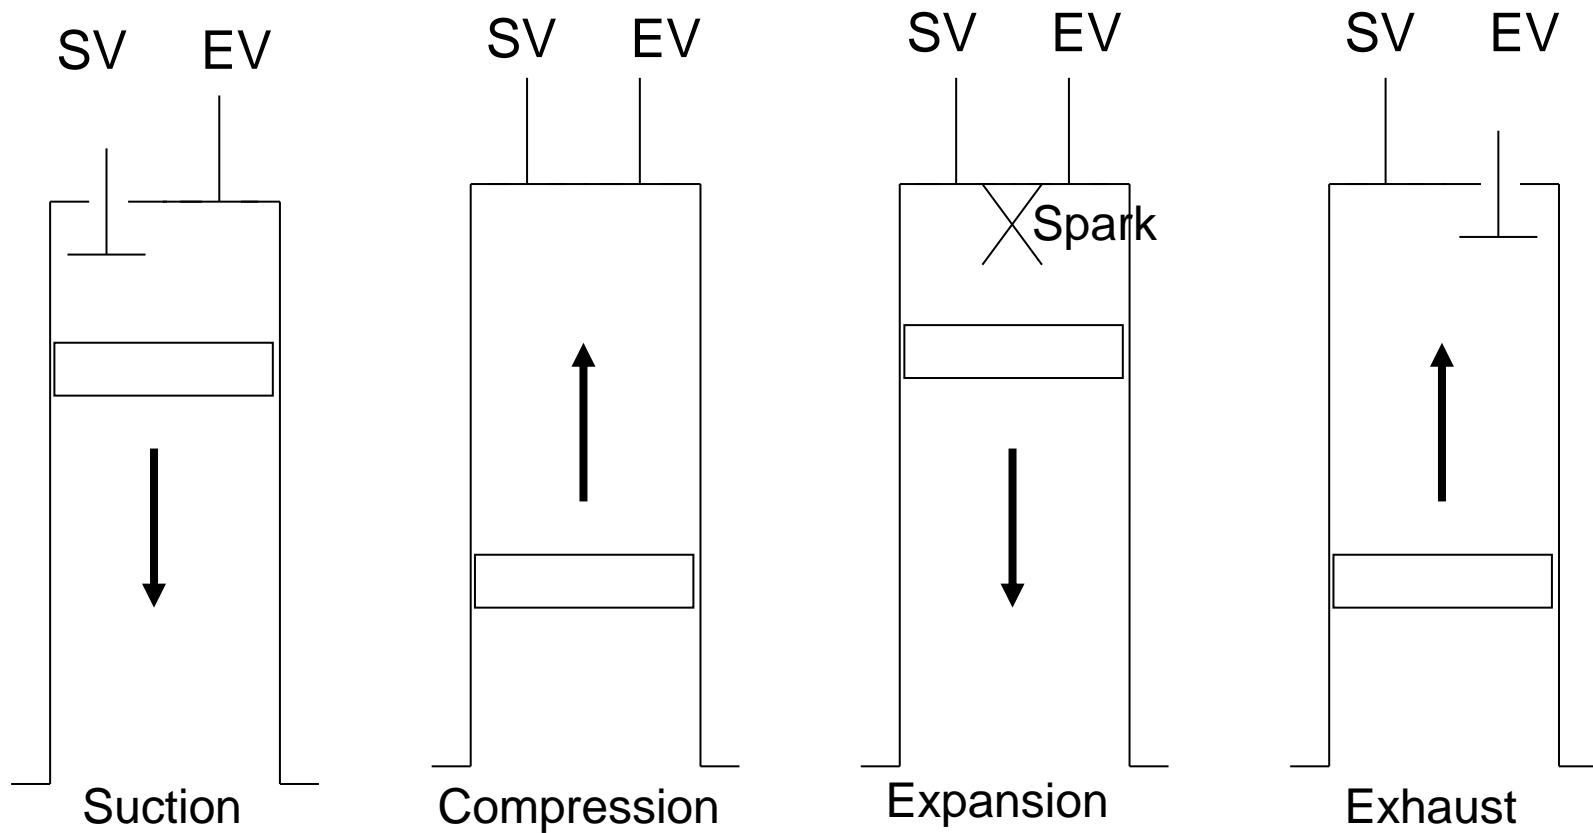 SV EV
SV EV
SV EV
SV EV
Spark
Suction
Compression
Expansion
Exhaust